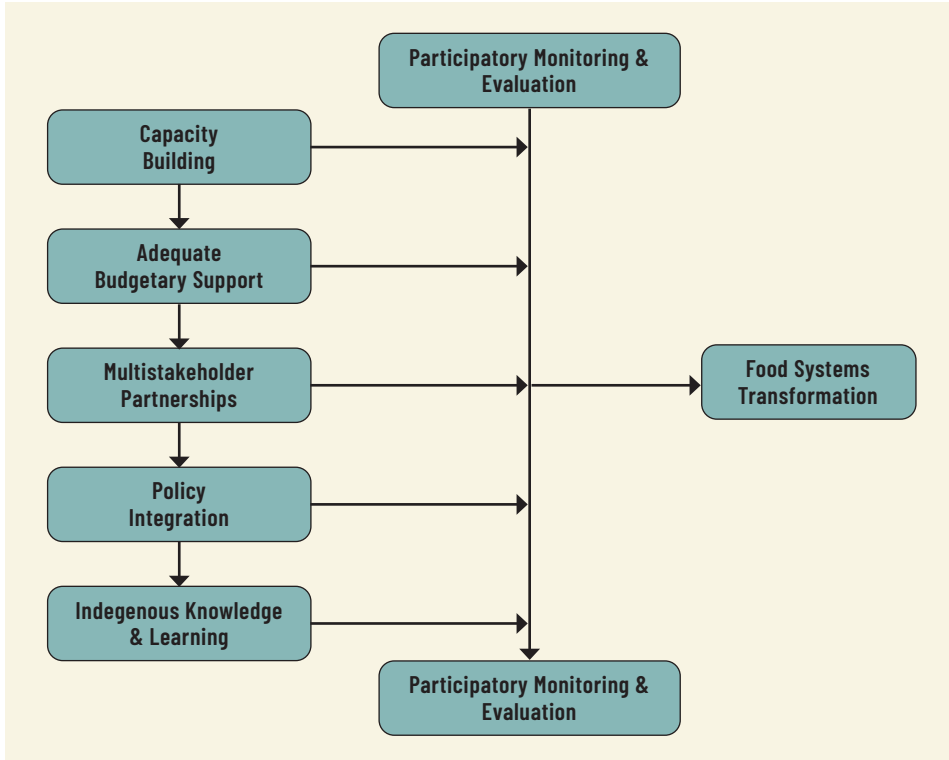 Participatory Monitoring &
Evaluation
Capacity
Building
Adequate
Budgetary Support
Multistakeholder
Partnerships
Food Systems
Transformation
Policy
Integration
Indegenous Knowledge
& Learning
Participatory Monitoring &
Evaluation